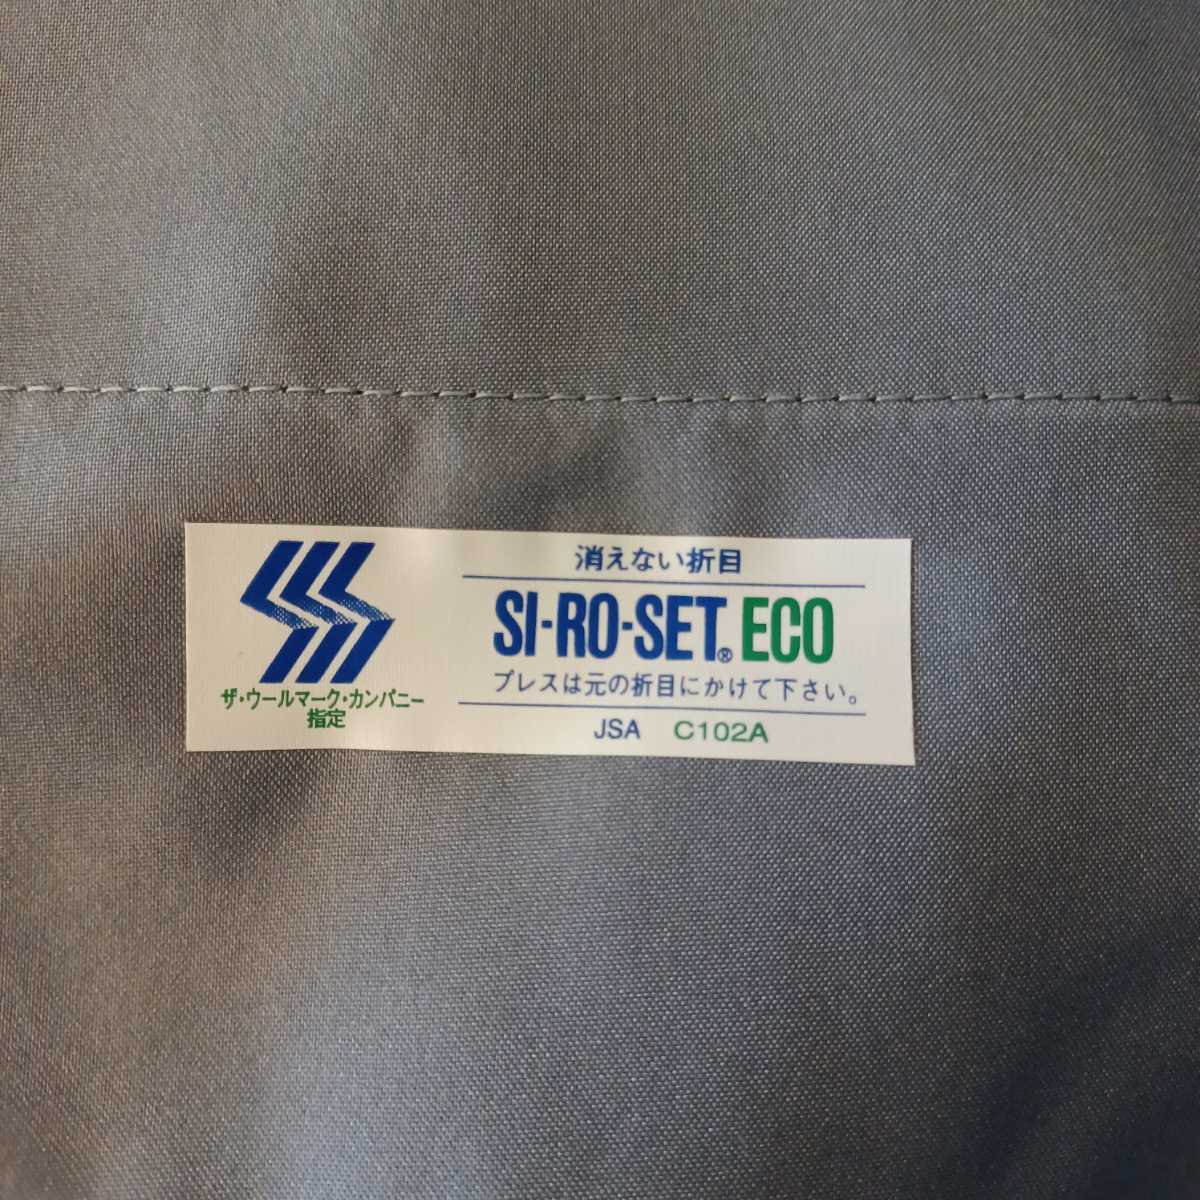 消えない折目
SI-RO-SET® ECO
プレスは元の折目にかけて下さい。
JSA C102A
ザ・ウールマーク・カンパニー
指定